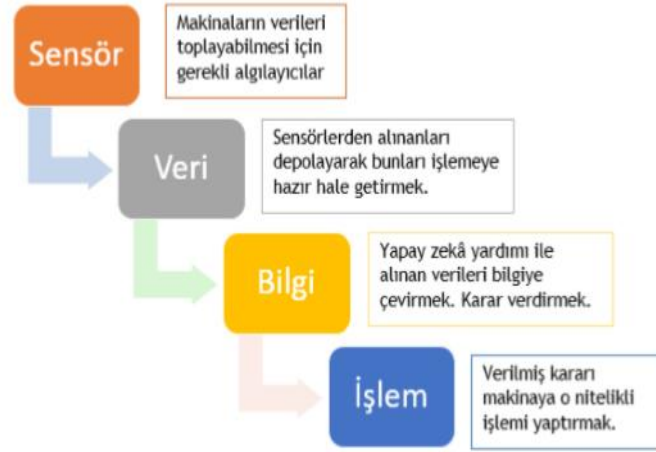 Sensör
Makinaların verileri
toplayabilmesi için
gerekli algılayıcılar
Veri
Sensörlerden alınanları
depolayarak bunları işlemeye
hazır hale getirmek.
Bilgi
Yapay zekâ yardımı ile
alınan verileri bilgiye
çevirmek. Karar verdirmek.
İşlem
Verilmiş kararı
makinaya o nitelikli
işlemi yaptırmak.